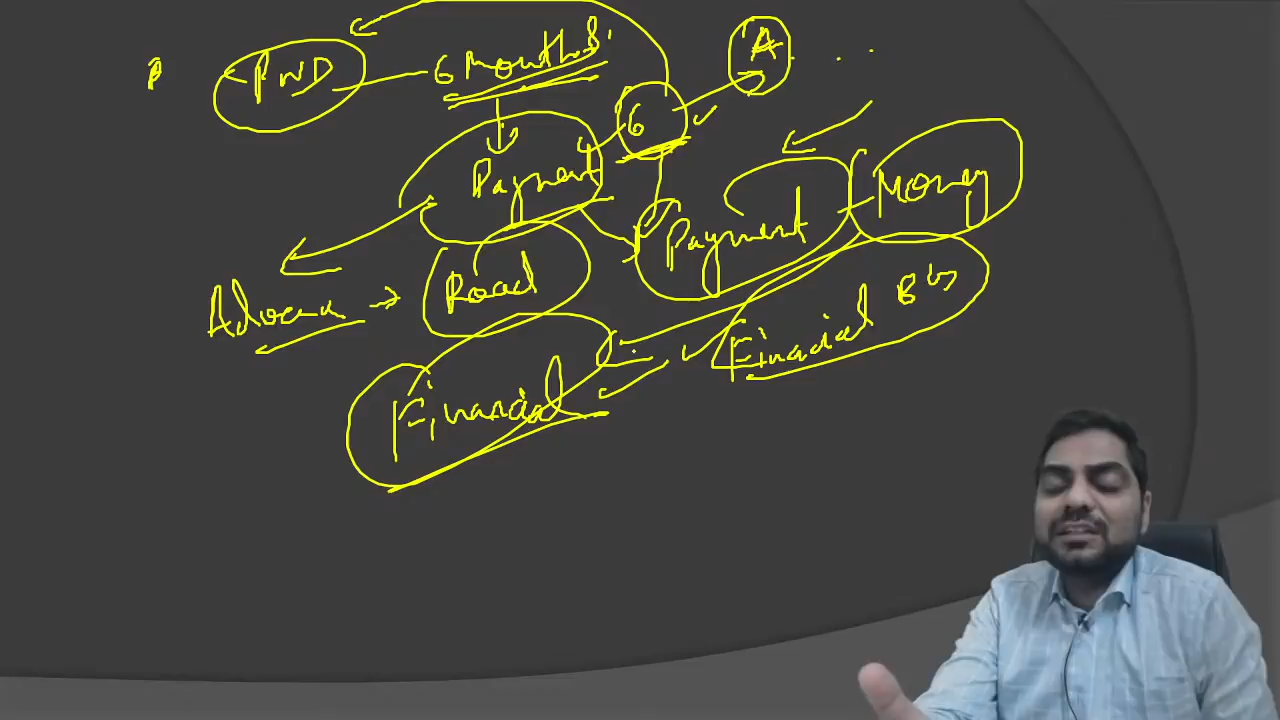 PWD 6 Months A
6
Payment Money
Payment
Advance → Road
Financial
Financial